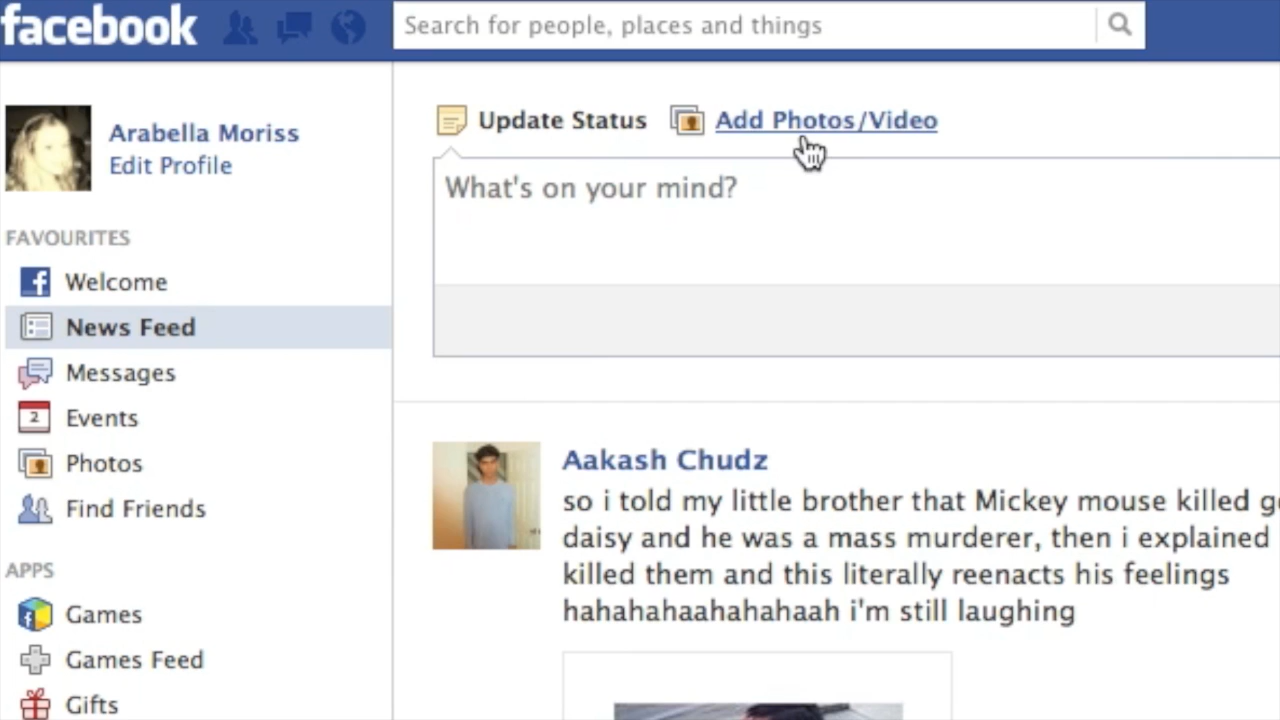 facebook
Search for people, places and things
Arabella Moriss
Edit Profile
Update Status
Add Photos/Video
What's on your mind?
FAVOURITES
Welcome
News Feed
Messages
2
Events
Photos
Find Friends
APPS
Games
Games Feed
Gifts
Aakash Chudz
so i told my little brother that Mickey mouse killed
daisy and he was a mass murderer, then i explained
killed them and this literally reenacts his feelings
hahahahaahahahaah i'm still laughing